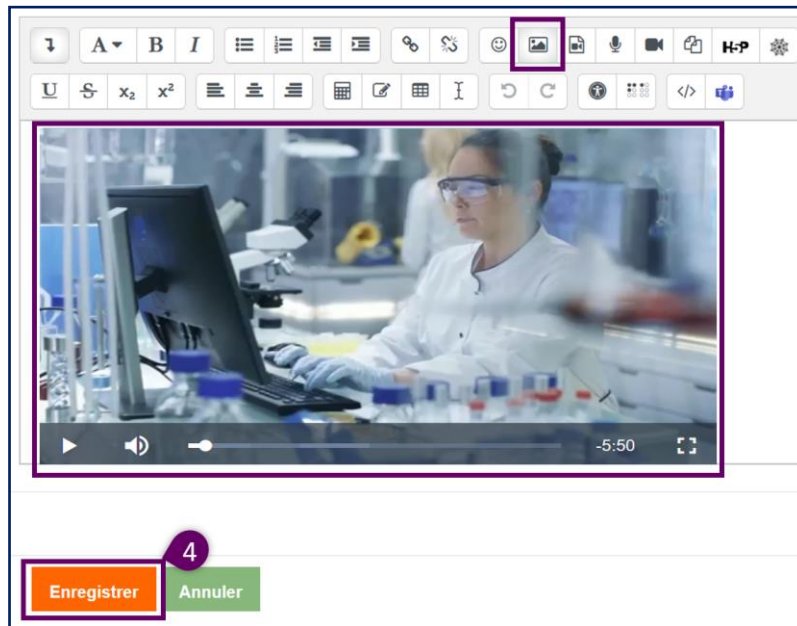 A B I H-P
U S x₂ x² </>
-5:50
4
Enregistrer Annuler